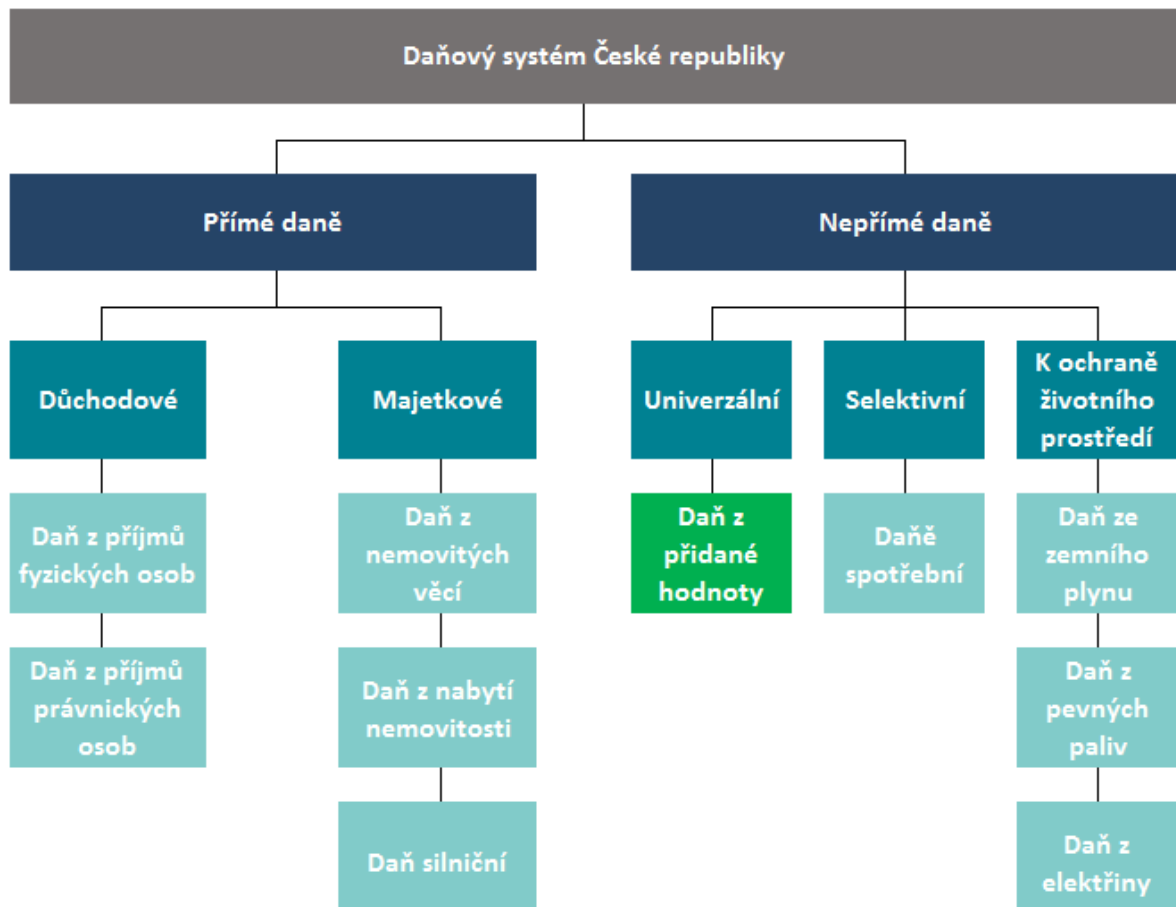 Daňový systém České republiky
Přímé daně
Nepřímé daně
Důchodové
Majetkové
Univerzální
Selektivní
K ochraně
životního
prostředí
Daň z příjmů
fyzických osob
Daň z
nemovitých
věcí
Daň z
přidané
hodnoty
Daně
spotřební
Daň ze
zemního
plynu
Daň z příjmů
právnických
osob
Daň z nabytí
nemovitosti
Daň z
pevných
paliv
Daň silniční
Daň z
elektřiny